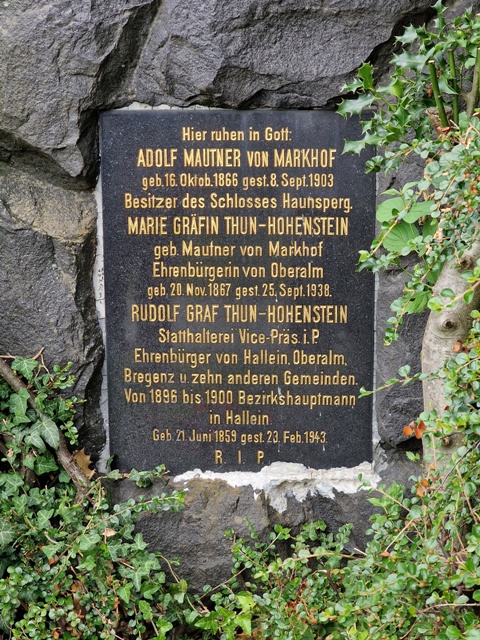 Hier ruhen in Gott:
ADOLF MAUTNER VON MARKHOF
geb. 16. Oktob. 1866 gest. 8. Sept. 1903
Besitzer des Schlosses Haunsperg.
MARIE GRÄFIN THUN-HOHENSTEIN
geb. Mautner von Markhof
Ehrenbürgerin von Oberalm
geb. 20. Nov. 1867 gest. 25. Sept. 1938.
RUDOLF GRAF THUN-HOHENSTEIN
Statthalterei Vice-Präs. i. P
Ehrenbürger von Hallein, Oberalm,
Bregenz u. zehn anderen Gemeinden.
Von 1896 bis 1900 Bezirkshauptmann
in Hallein.
Geb. 21. Juni 1859 gest. 23. Feb. 1943.
R. I. P